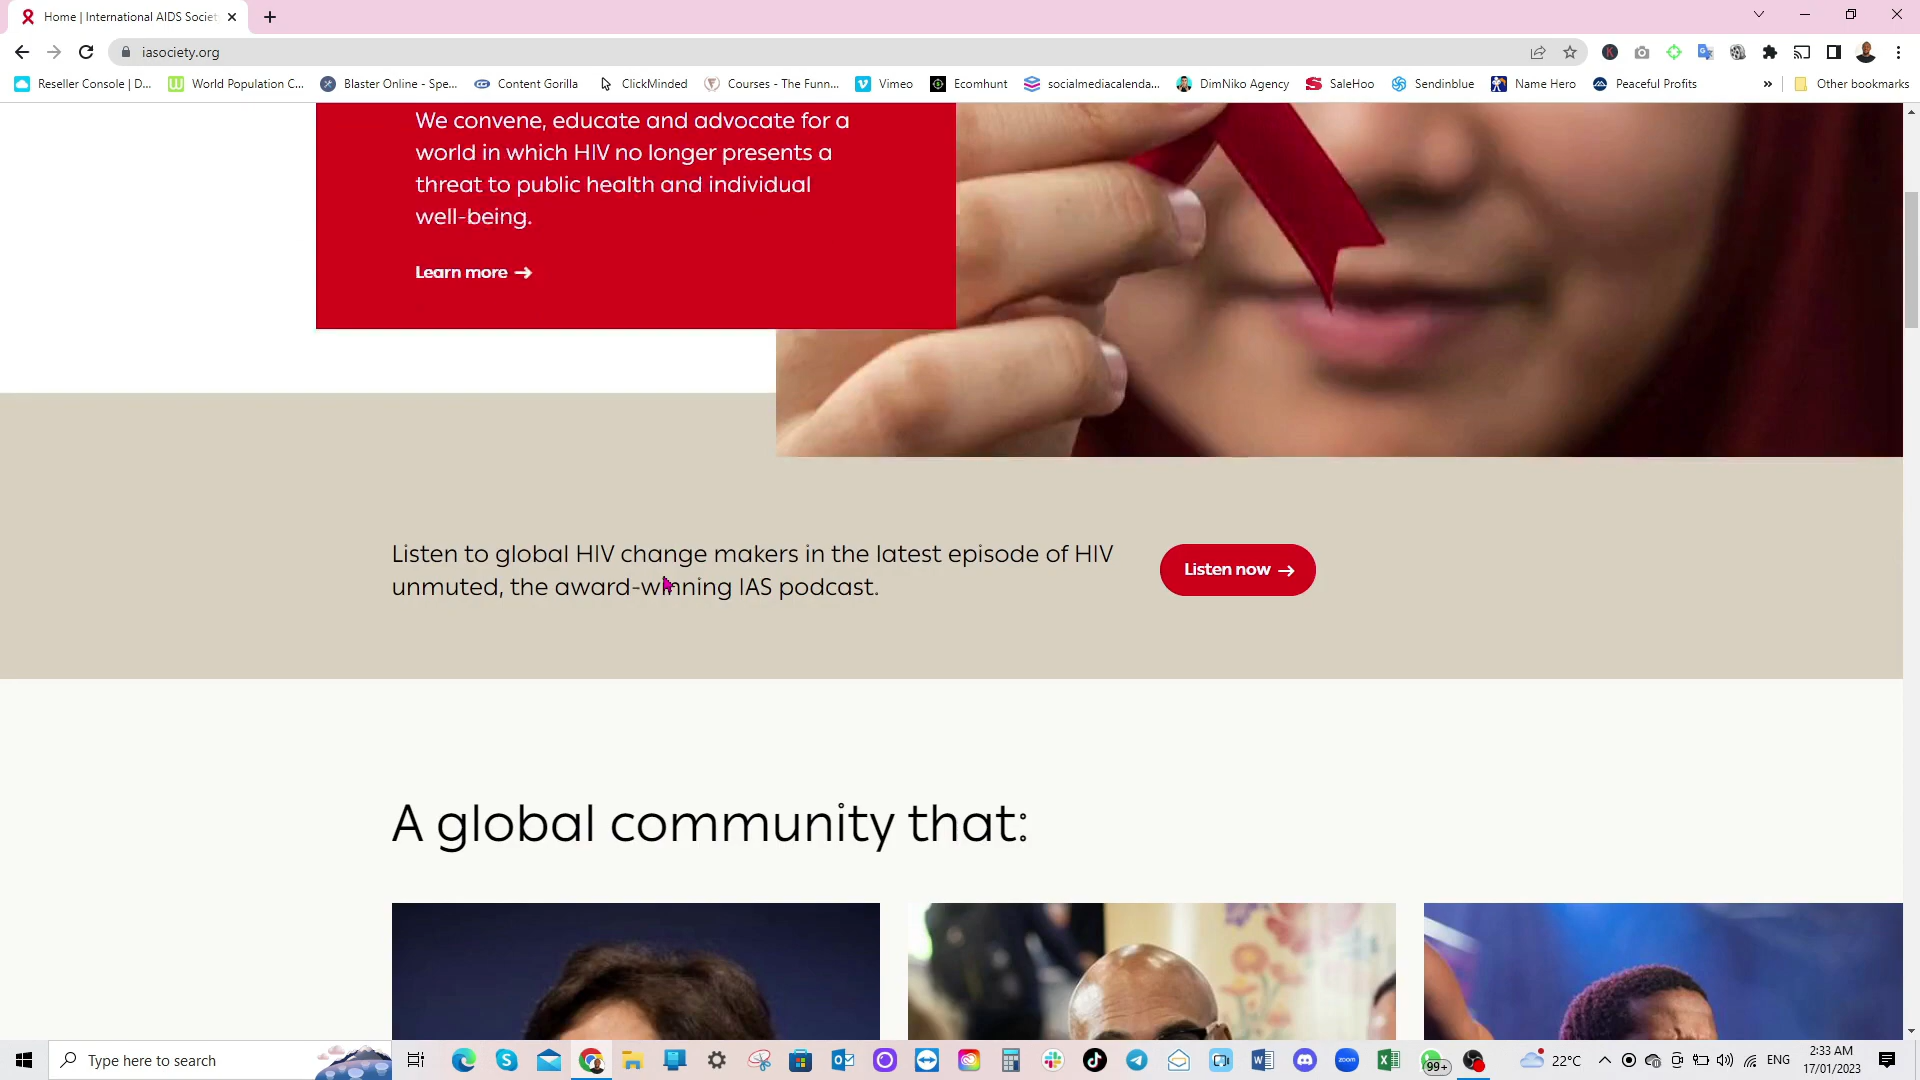 Home | International AIDS Societ
iasociety.org
Reseller Console | D...
World Population C...
Blaster Online - Spe...
Content Gorilla
ClickMinded
Courses - The Funn...
Vimeo
Ecomhunt
socialmediacalenda...
DimNiko Agency
SaleHoo
Sendinblue
Name Hero
Peaceful Profits
»
Other bookmarks
We convene, educate and advocate for a
world in which HIV no longer presents a
threat to public health and individual
well-being.
Learn more →
Listen to global HIV change makers in the latest episode of HIV
unmuted, the award-winning IAS podcast.
Listen now →
A global community that:
Type here to search
zoom
99+
22°C
ENG
2:33 AM
17/01/2023